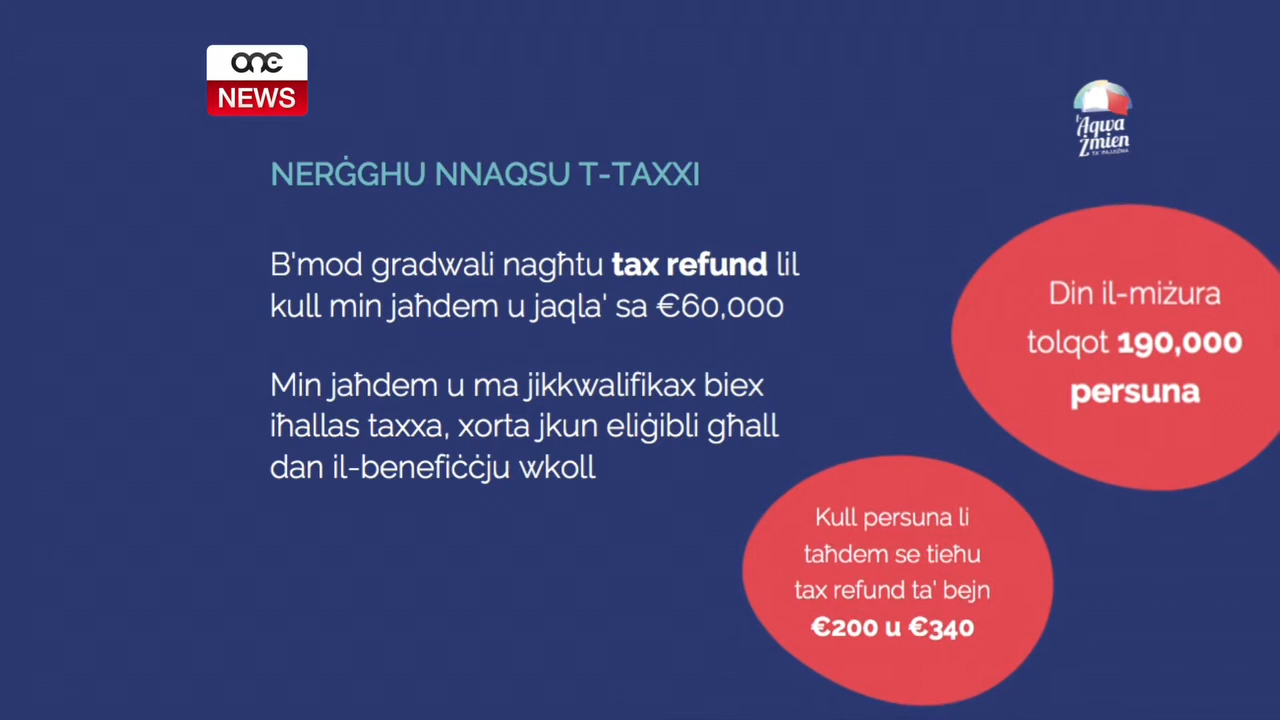 one
NEWS
l-Aqwa
żmien
NERĠGHU NNAQSU T-TAXXI
B'mod gradwali nagħtu tax refund lil
kull min jaħdem u jaqla' sa €60,000
Min jaħdem u ma jikkwalifikax biex
iħallas taxxa, xorta jkun eliġibli għall
dan il-benefiċċju wkoll
Din il-miżura
tolqot 190,000
persuna
Kull persuna li
taħdem se tieħu
tax refund ta' bejn
€200 u €340